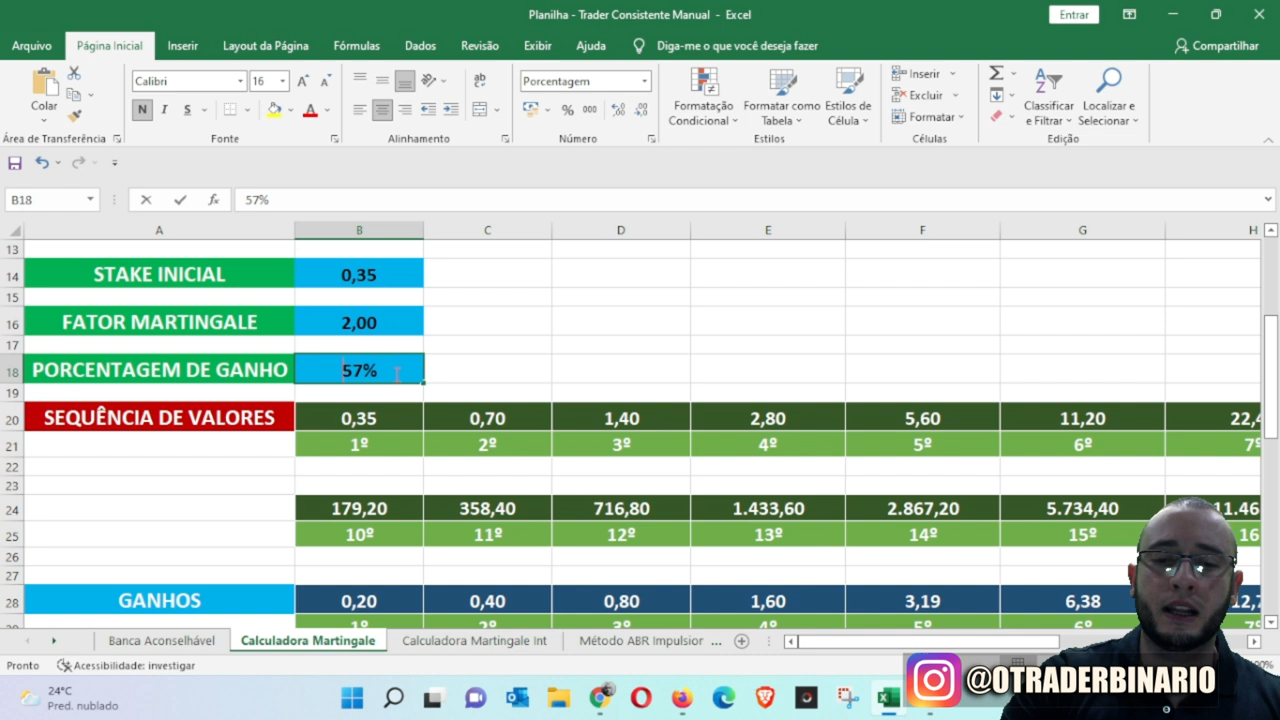 Planilha - Trader Consistente Manual - Excel
Entrar
Arquivo
Página Inicial
Inserir
Layout da Página
Fórmulas
Dados
Revisão
Exibir
Ajuda
Diga-me o que você deseja fazer
Compartilhar
Colar
Calibri
16
N I S
Porcentagem
% 000
Formatação Condicional
Formatar como Tabela
Estilos de Célula
Inserir
Excluir
Formatar
Classificar e Filtrar
Localizar e Selecionar
Área de Transferência
Fonte
Alinhamento
Número
Estilos
Células
Edição
B18
fx
57%
A B C D E F G H
13
14 STAKE INICIAL 0,35
15
16 FATOR MARTINGALE 2,00
17
18 PORCENTAGEM DE GANHO 57%
19
20 SEQUÊNCIA DE VALORES 0,35 0,70 1,40 2,80 5,60 11,20 22,4
21 1º 2º 3º 4º 5º 6º 7º
22
23
24 179,20 358,40 716,80 1.433,60 2.867,20 5.734,40 11.46
25 10º 11º 12º 13º 14º 15º 16
26
27
28 GANHOS 0,20 0,40 0,80 1,60 3,19 6,38 12,7
Banca Aconselhável
Calculadora Martingale
Calculadora Martingale Int
Método ABR Impulsior ...
Pronto
Acessibilidade: investigar
24°C
Pred. nublado
@OTRADERBINARIO